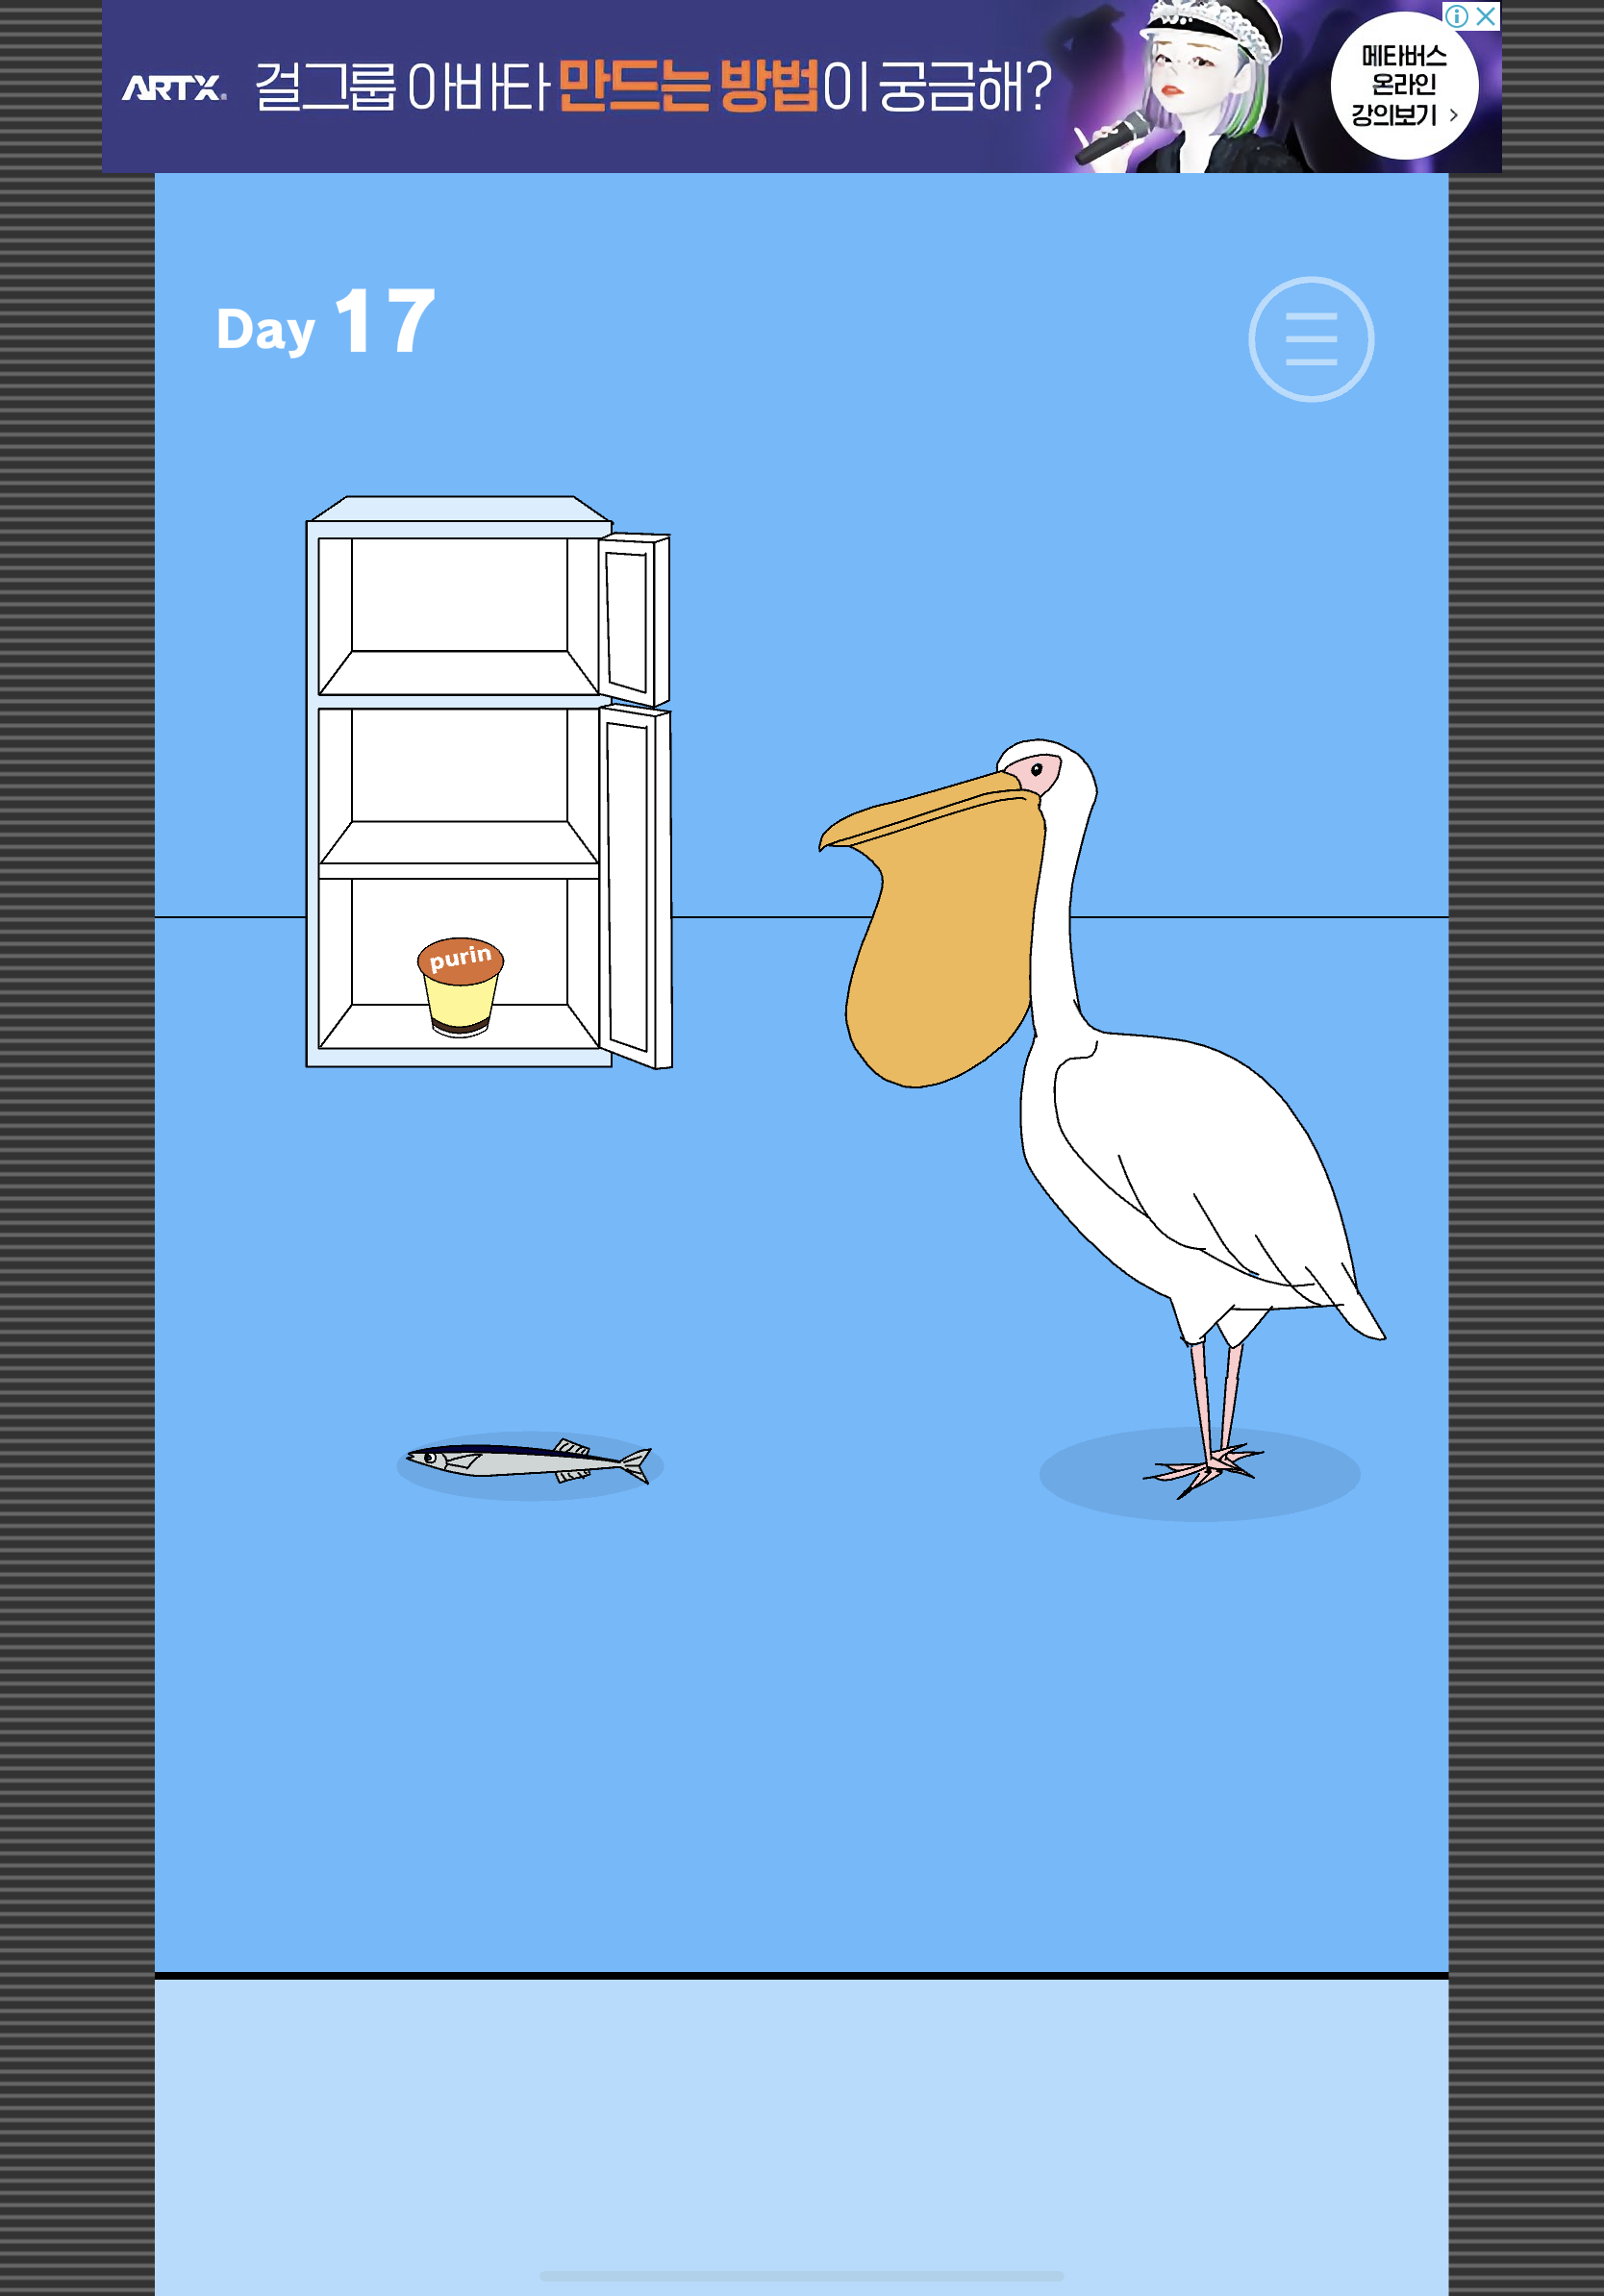 ARTX
걸그룹 아바타 만드는 방법이 궁금해?
메타버스
온라인
강의보기 >
Day 17
purin